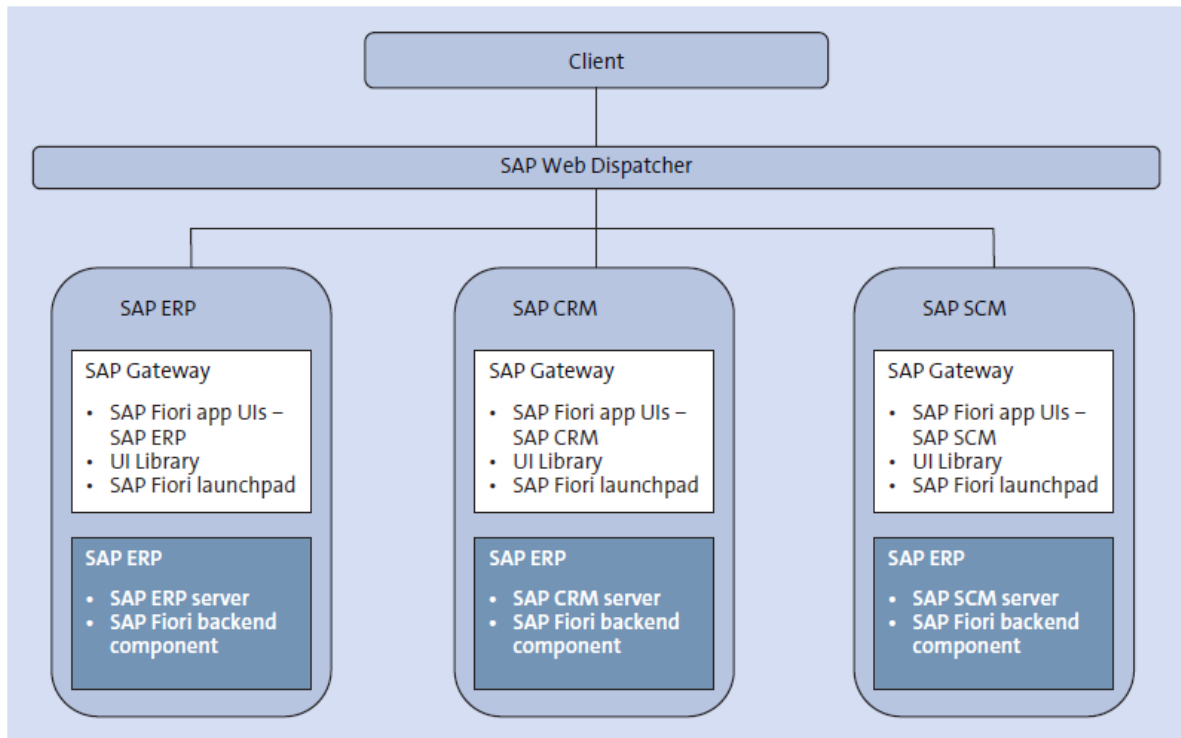 Client
SAP Web Dispatcher
SAP ERP
SAP Gateway
• SAP Fiori app UIs –
SAP ERP
• UI Library
• SAP Fiori launchpad
SAP ERP
• SAP ERP server
• SAP Fiori backend
component
SAP CRM
SAP Gateway
• SAP Fiori app UIs –
SAP CRM
• UI Library
• SAP Fiori launchpad
SAP ERP
• SAP CRM server
• SAP Fiori backend
component
SAP SCM
SAP Gateway
• SAP Fiori app UIs –
SAP SCM
• UI Library
• SAP Fiori launchpad
SAP ERP
• SAP SCM server
• SAP Fiori backend
component